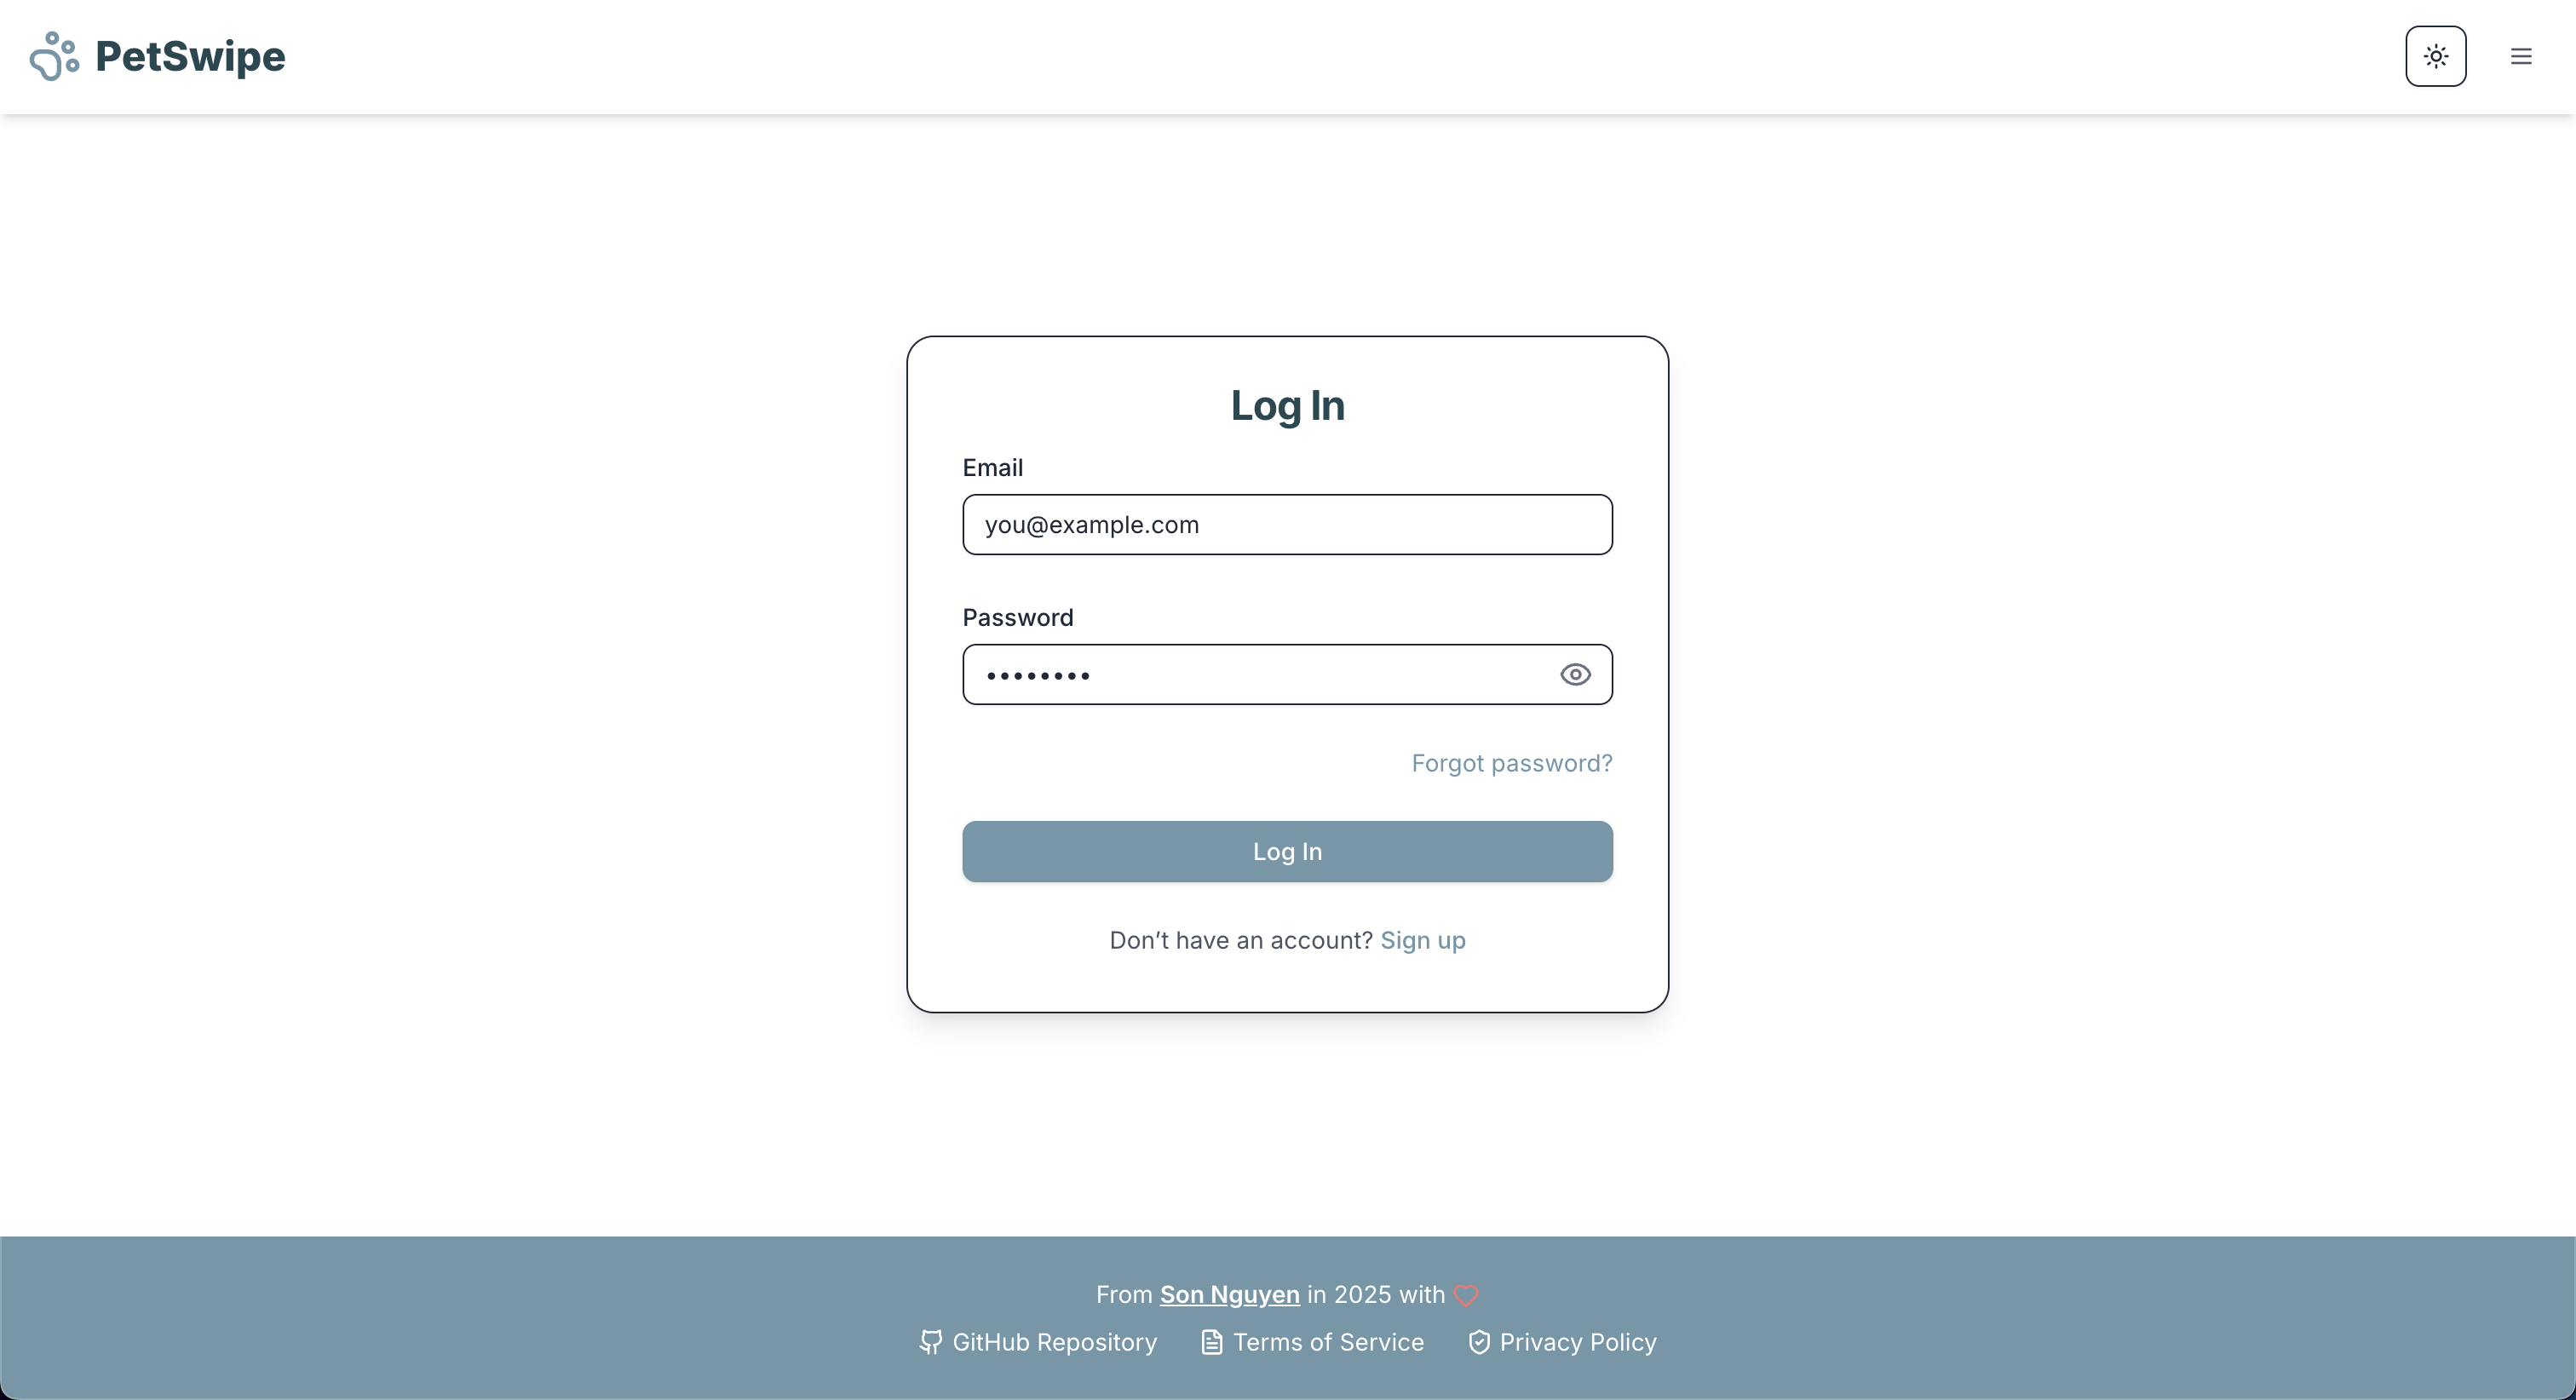 PetSwipe
Log In
Email
you@example.com
Password
••••••••
Forgot password?
Log In
Don’t have an account? Sign up
From Son Nguyen in 2025 with
GitHub Repository Terms of Service Privacy Policy